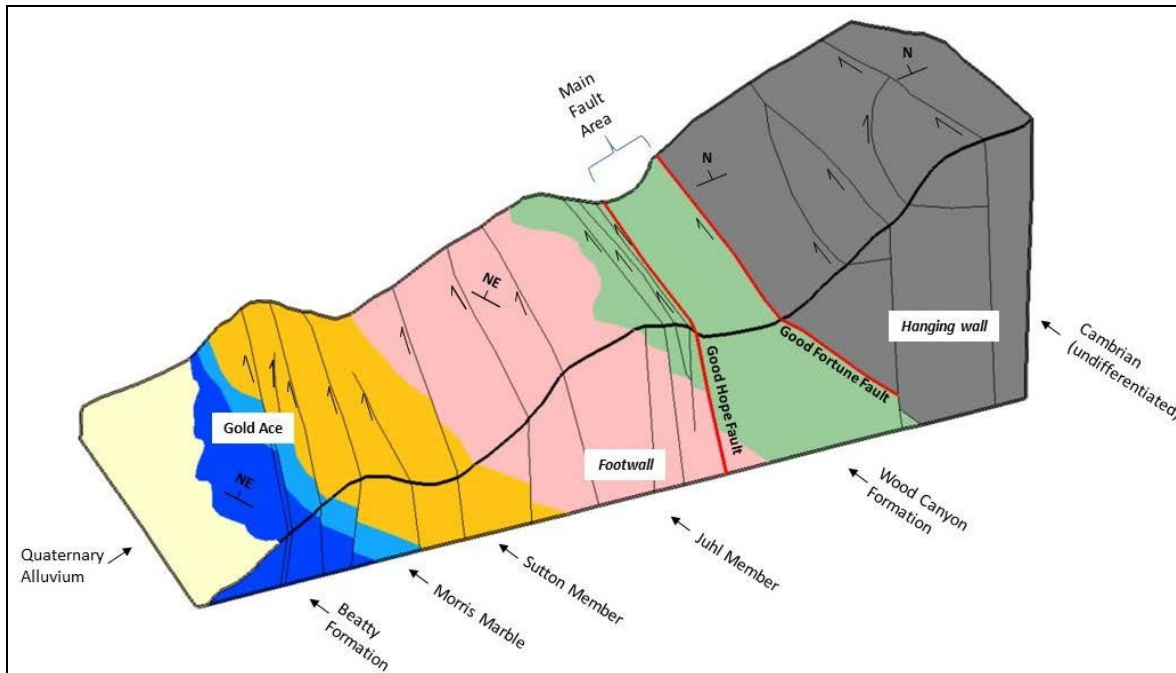 Main
Fault
Area
N
N
NE
Gold Ace
NE
Hanging wall
Good Fortune Fault
Good Hope Fault
Footwall
Cambrian
(undifferentiated)
Wood Canyon
Formation
Juhl Member
Sutton Member
Morris Marble
Beatty
Formation
Quaternary
Alluvium